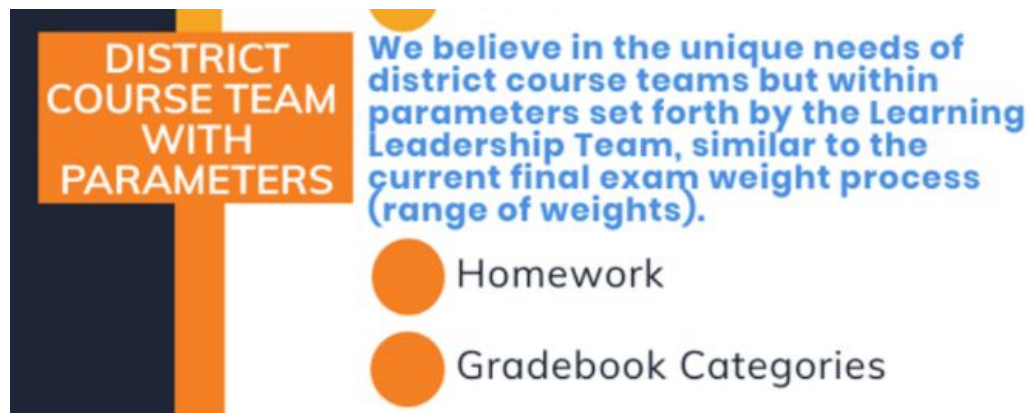 DISTRICT
COURSE TEAM
WITH
PARAMETERS
We believe in the unique needs of
district course teams but within
parameters set forth by the Learning
Leadership Team, similar to the
current final exam weight process
(range of weights).
Homework
Gradebook Categories